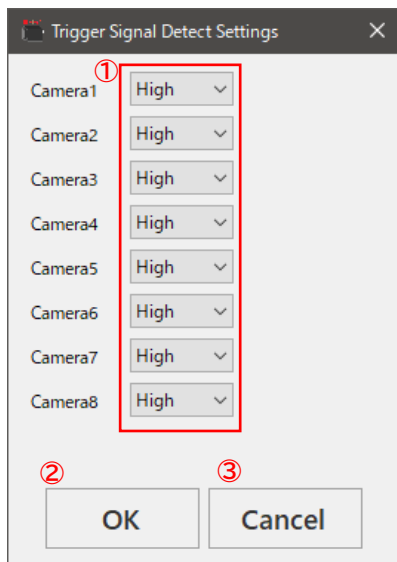 Trigger Signal Detect Settings
①
Camera1 High
Camera2 High
Camera3 High
Camera4 High
Camera5 High
Camera6 High
Camera7 High
Camera8 High
② ③
OK Cancel